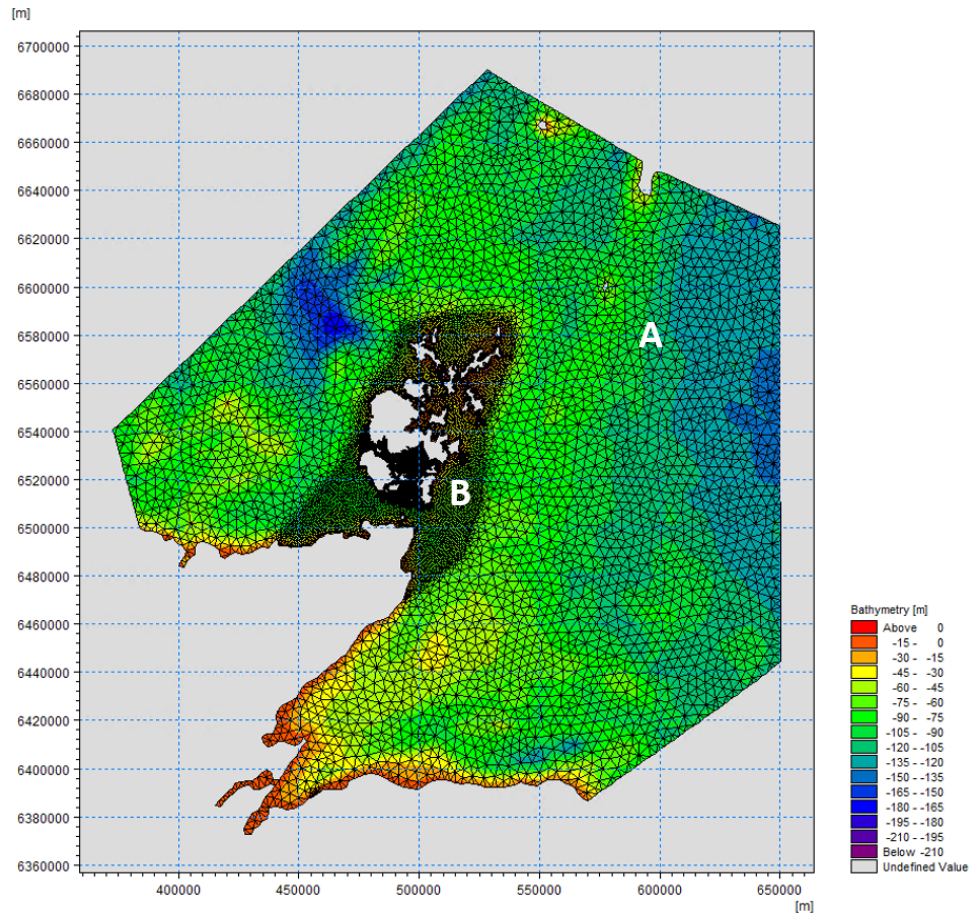 [m]
6700000
6680000
6660000
6640000
6620000
6600000
6580000
6560000
6540000
6520000
6500000
6480000
6460000
6440000
6420000
6400000
6380000
6360000
A
B
400000 450000 500000 550000 600000 650000
[m]
Bathymetry [m]
Above 0
-15 - 0
-30 - -15
-45 - -30
-60 - -45
-75 - -60
-90 - -75
-105 - -90
-120 - -105
-135 - -120
-150 - -135
-165 - -150
-180 - -165
-195 - -180
-210 - -195
Below -210
Undefined Value